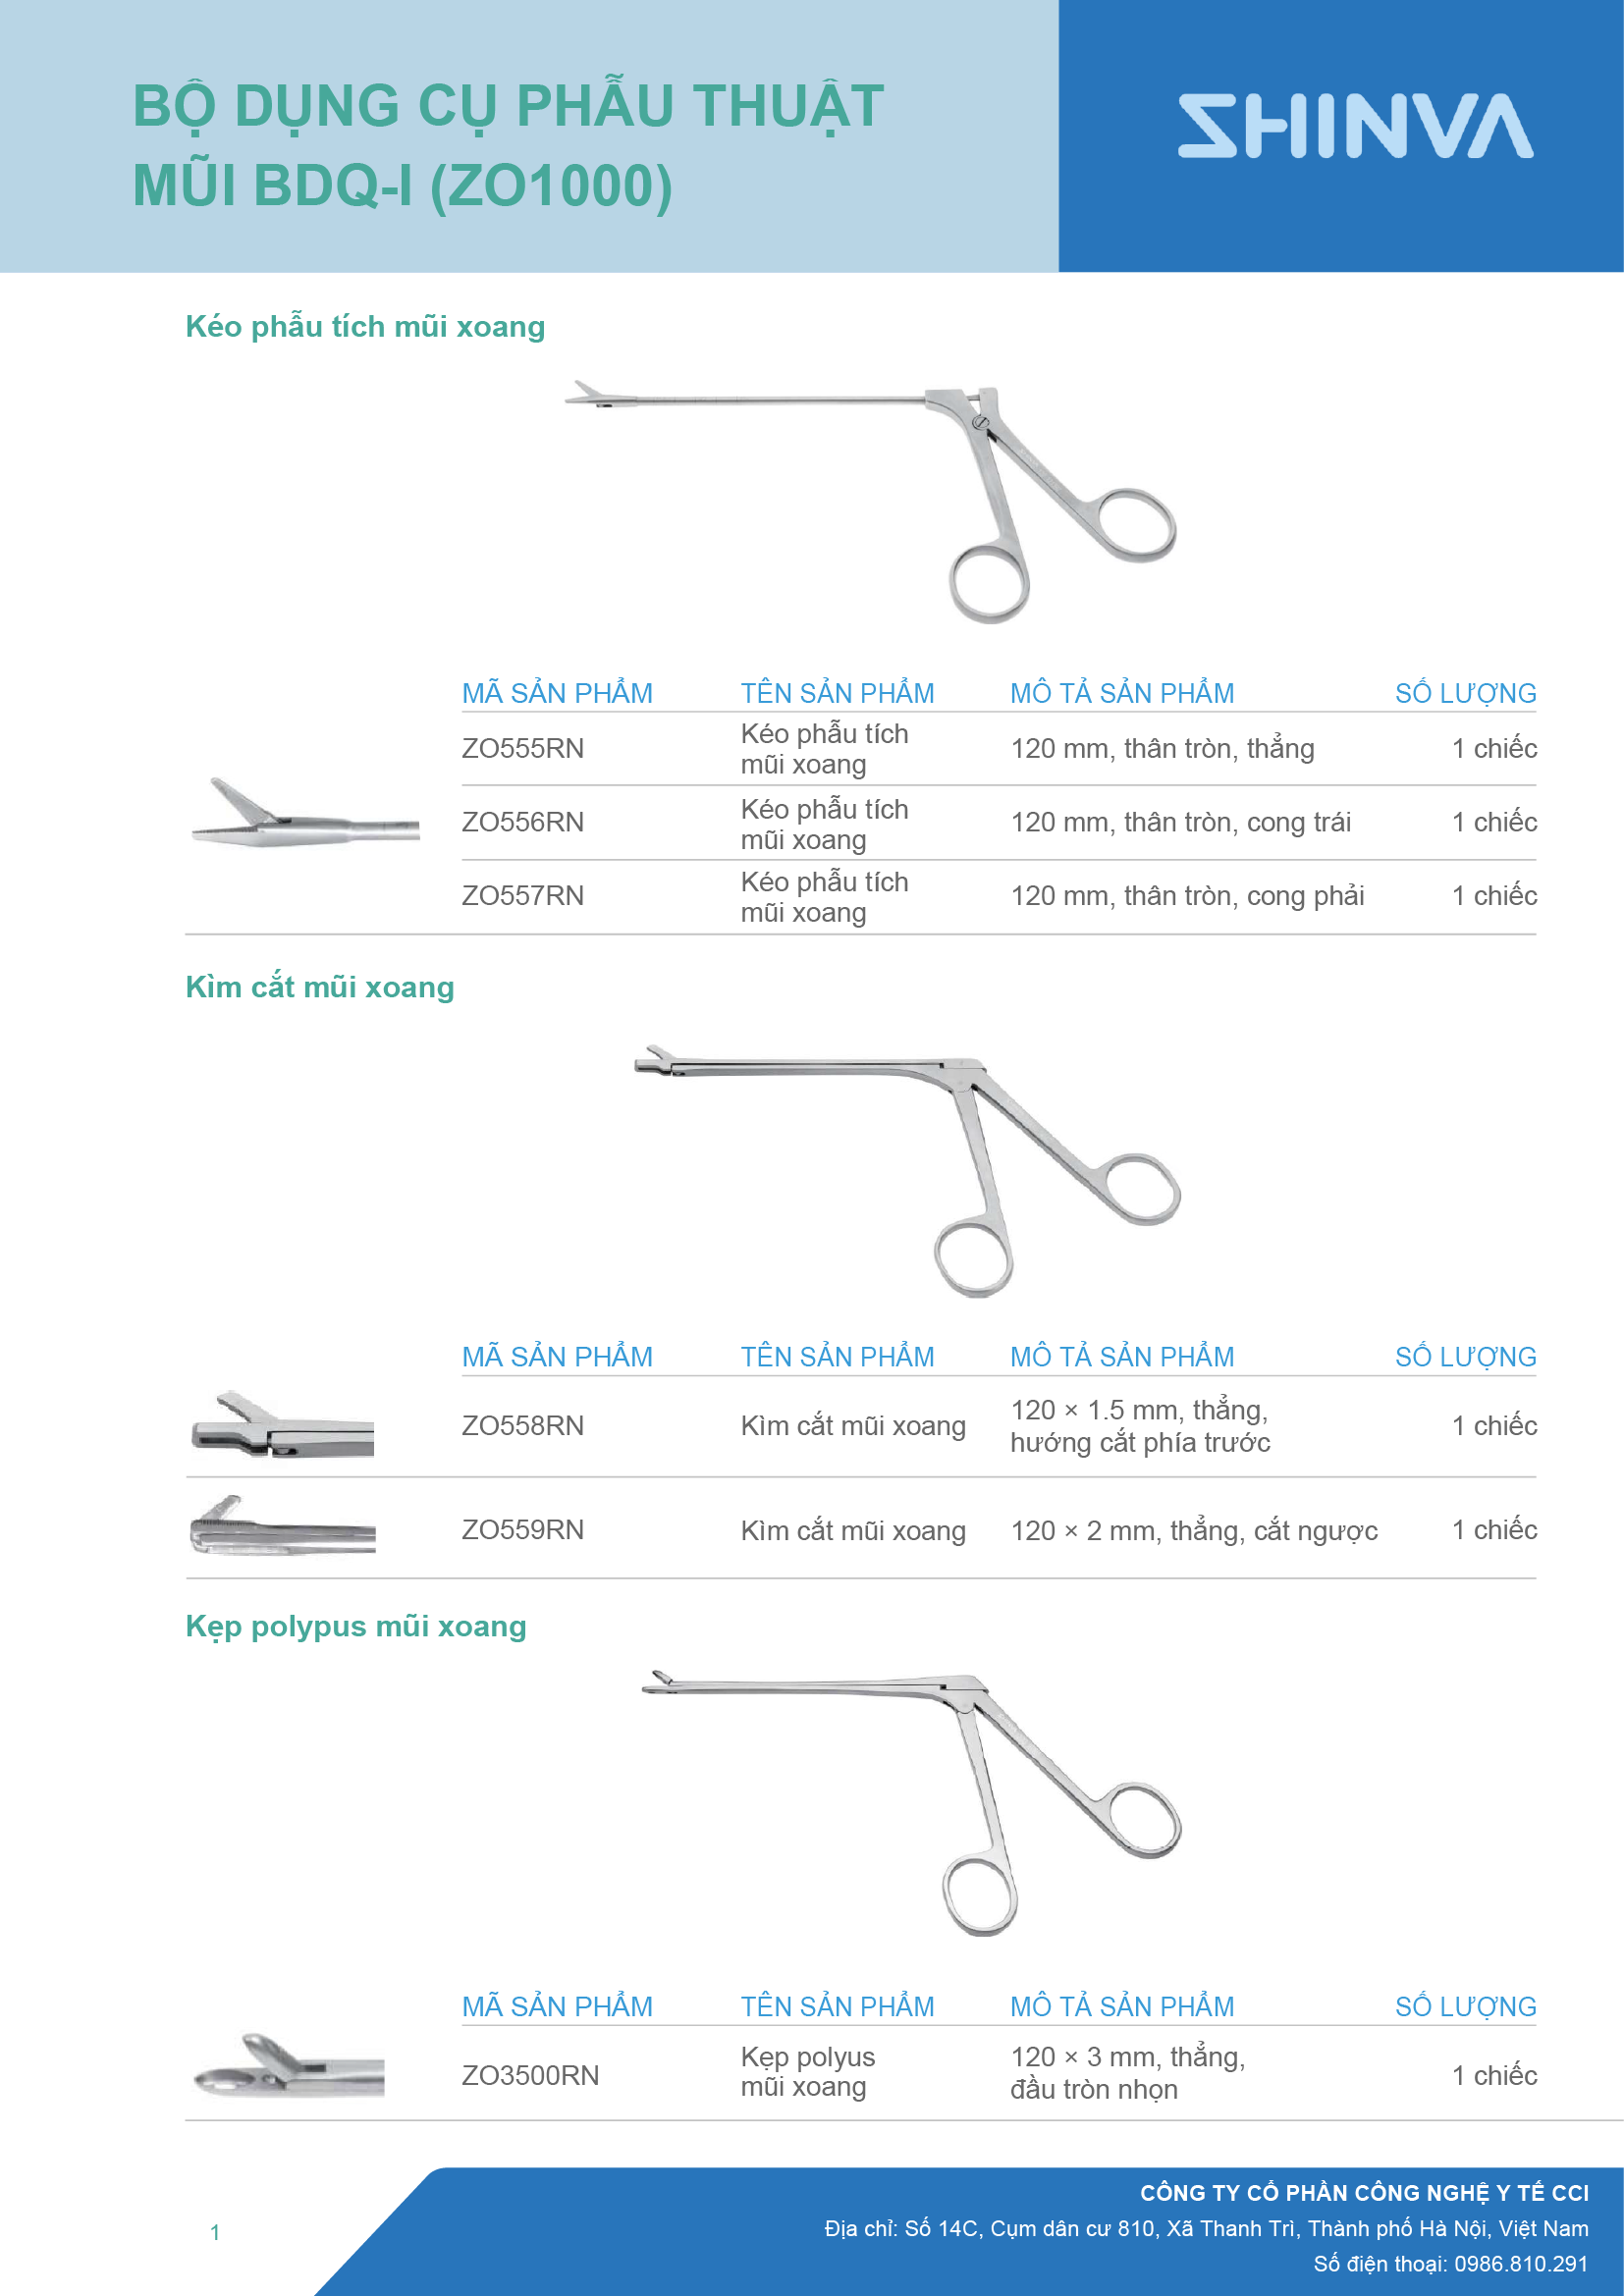 BỘ DỤNG CỤ PHẪU THUẬT
MŨI BDQ-I (ZO1000)
SHINVA
Kéo phẫu tích mũi xoang
MÃ SẢN PHẨM TÊN SẢN PHẨM MÔ TẢ SẢN PHẨM SỐ LƯỢNG
ZO555RN Kéo phẫu tích mũi xoang 120 mm, thân tròn, thẳng 1 chiếc
ZO556RN Kéo phẫu tích mũi xoang 120 mm, thân tròn, cong trái 1 chiếc
ZO557RN Kéo phẫu tích mũi xoang 120 mm, thân tròn, cong phải 1 chiếc
Kìm cắt mũi xoang
MÃ SẢN PHẨM TÊN SẢN PHẨM MÔ TẢ SẢN PHẨM SỐ LƯỢNG
ZO558RN Kìm cắt mũi xoang 120 × 1.5 mm, thẳng, hướng cắt phía trước 1 chiếc
ZO559RN Kìm cắt mũi xoang 120 × 2 mm, thẳng, cắt ngược 1 chiếc
Kẹp polypus mũi xoang
MÃ SẢN PHẨM TÊN SẢN PHẨM MÔ TẢ SẢN PHẨM SỐ LƯỢNG
ZO3500RN Kẹp polyus mũi xoang 120 × 3 mm, thẳng, đầu tròn nhọn 1 chiếc
CÔNG TY CỔ PHẦN CÔNG NGHỆ Y TẾ CCI
Địa chỉ: Số 14C, Cụm dân cư 810, Xã Thanh Trì, Thành phố Hà Nội, Việt Nam
Số điện thoại: 0986.810.291
1